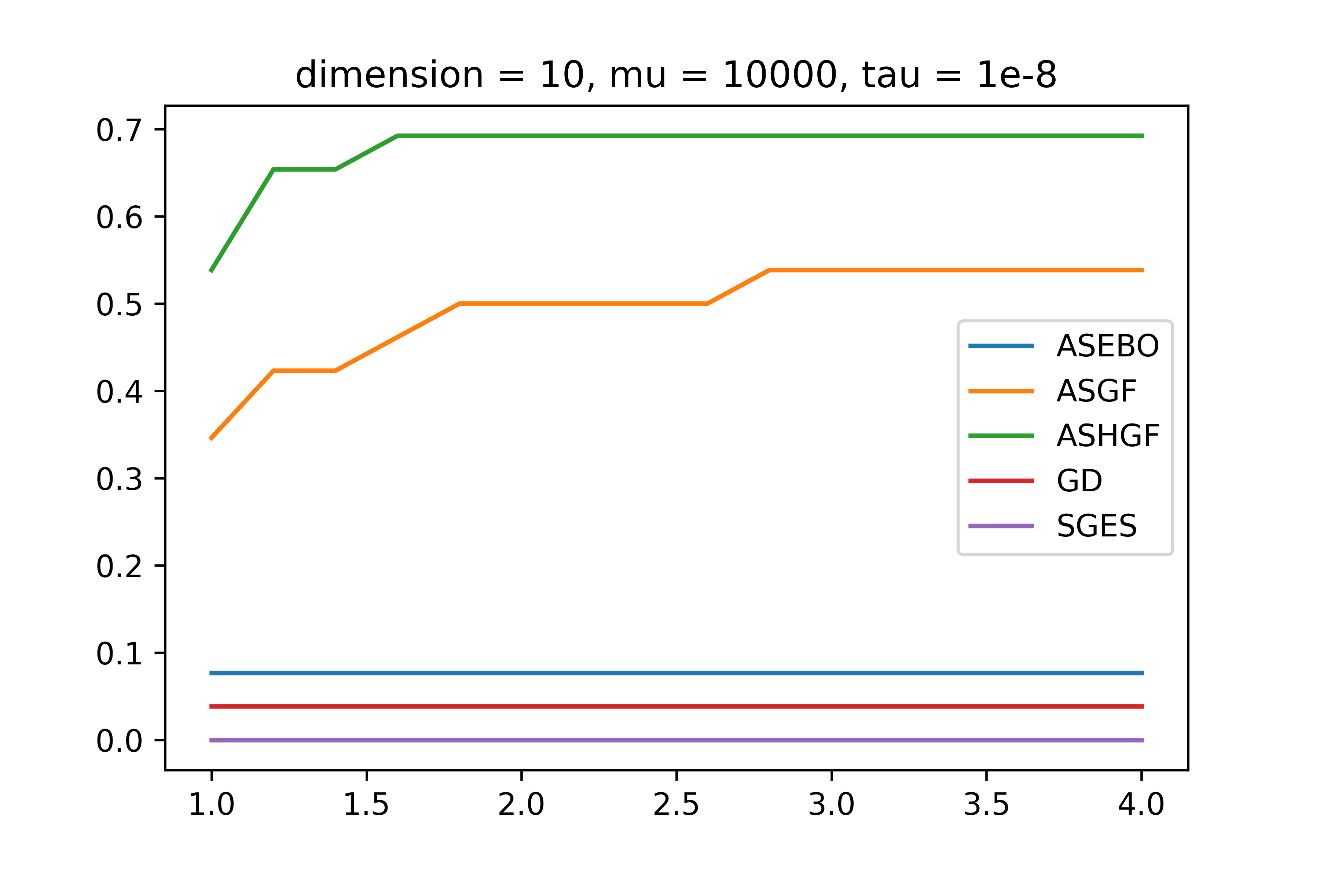 dimension = 10, mu = 10000, tau = 1e-8
0.7
0.6
0.5
0.4
0.3
0.2
0.1
0.0
ASEBO
ASGF
ASHGF
GD
SGES
1.0 1.5 2.0 2.5 3.0 3.5 4.0